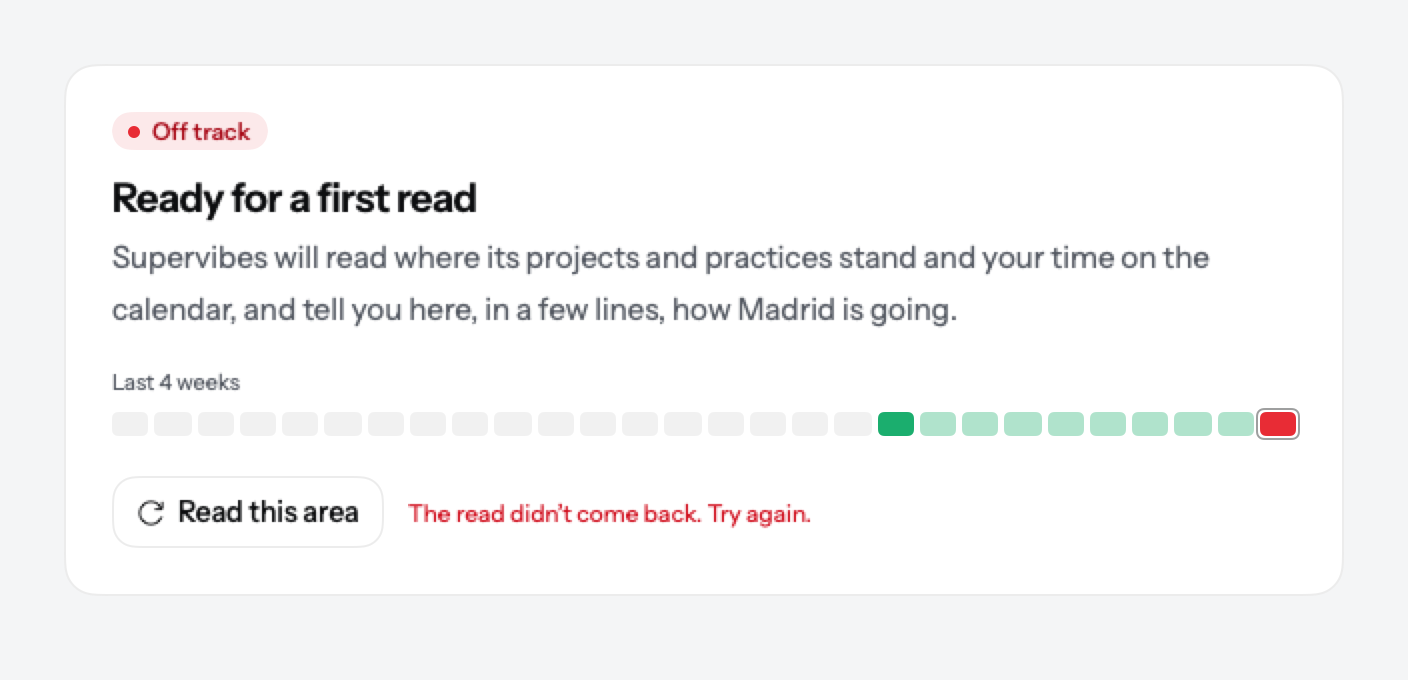 Off track
Ready for a first read
Supervibes will read where its projects and practices stand and your time on the
calendar, and tell you here, in a few lines, how Madrid is going.
Last 4 weeks
Read this area
The read didn’t come back. Try again.